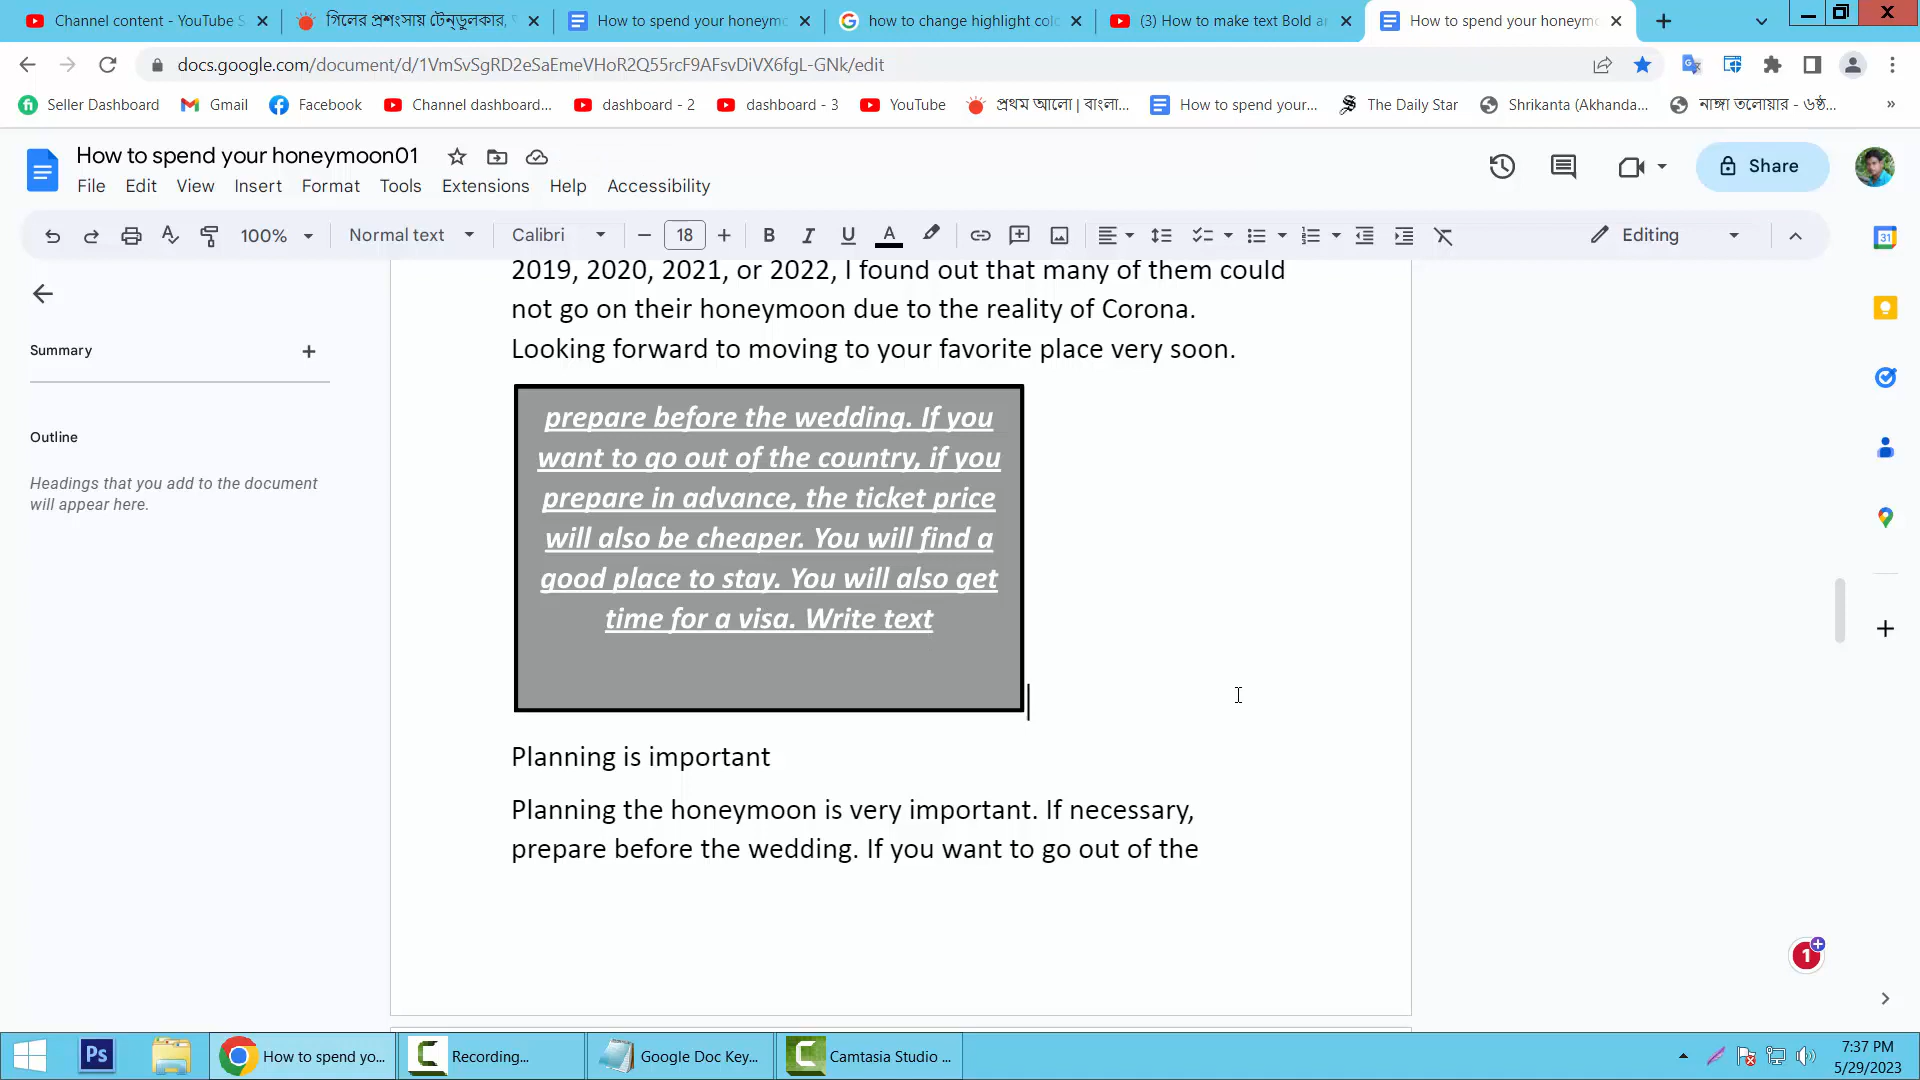 Channel content - YouTube S
গিলের প্রশংসায় টেন্ডুলকার,
How to spend your honeym
how to change highlight col
(3) How to make text Bold a
How to spend your honeym
docs.google.com/document/d/1VmSvSgRD2eSaEmeVHoR2Q55rcF9AFsvDiVX6fgL-GNk/edit
Seller Dashboard
Gmail
Facebook
Channel dashboard...
dashboard - 2
dashboard - 3
YouTube
প্রথম আলো | বাংলা...
How to spend your...
The Daily Star
Shrikanta (Akhanda...
নাঙ্গা তলোয়ার - ৬ষ্ঠ...
»
How to spend your honeymoon01
File Edit View Insert Format Tools Extensions Help Accessibility
Share
100%
Normal text
Calibri
18
B I U A
Editing
31
Summary
Outline
Headings that you add to the document
will appear here.
2019, 2020, 2021, or 2022, I found out that many of them could
not go on their honeymoon due to the reality of Corona.
Looking forward to moving to your favorite place very soon.
prepare before the wedding. If you
want to go out of the country, if you
prepare in advance, the ticket price
will also be cheaper. You will find a
good place to stay. You will also get
time for a visa. Write text
Planning is important
Planning the honeymoon is very important. If necessary,
prepare before the wedding. If you want to go out of the
1
Ps
How to spend yo...
Recording...
Google Doc Key...
Camtasia Studio ...
7:37 PM
5/29/2023